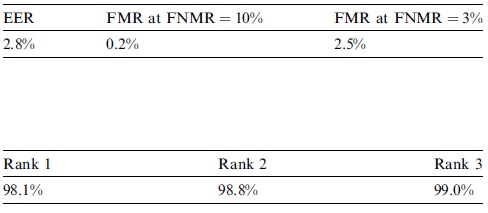 EER FMR at FNMR = 10% FMR at FNMR = 3%
2.8% 0.2% 2.5%
Rank 1 Rank 2 Rank 3
98.1% 98.8% 99.0%